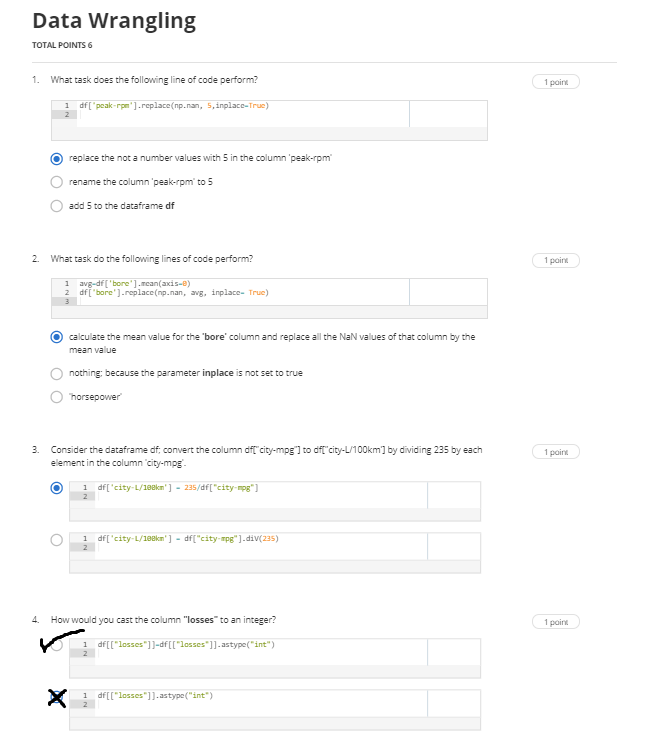 Data Wrangling
TOTAL POINTS 6
1. What task does the following line of code perform?
1 point
1 df['peak-rpm'].replace(np.nan, 5,inplace=True)
2
replace the not a number values with 5 in the column 'peak-rpm'
rename the column 'peak-rpm' to 5
add 5 to the dataframe df
2. What task do the following lines of code perform?
1 point
1 avg=df['bore'].mean(axis=0)
2 df['bore'].replace(np.nan, avg, inplace= True)
3
calculate the mean value for the 'bore' column and replace all the NaN values of that column by the
mean value
nothing; because the parameter inplace is not set to true
'horsepower'
3. Consider the dataframe df; convert the column df["city-mpg"] to df["city-L/100km"] by dividing 235 by each
element in the column 'city-mpg'.
1 point
1 df['city-L/100km'] = 235/df["city-mpg"]
2
1 df['city-L/100km'] = df["city-mpg"].div(235)
2
4. How would you cast the column "losses" to an integer?
1 point
1 df[["losses"]]=df[["losses"]].astype("int")
2
1 df[["losses"]].astype("int")
2